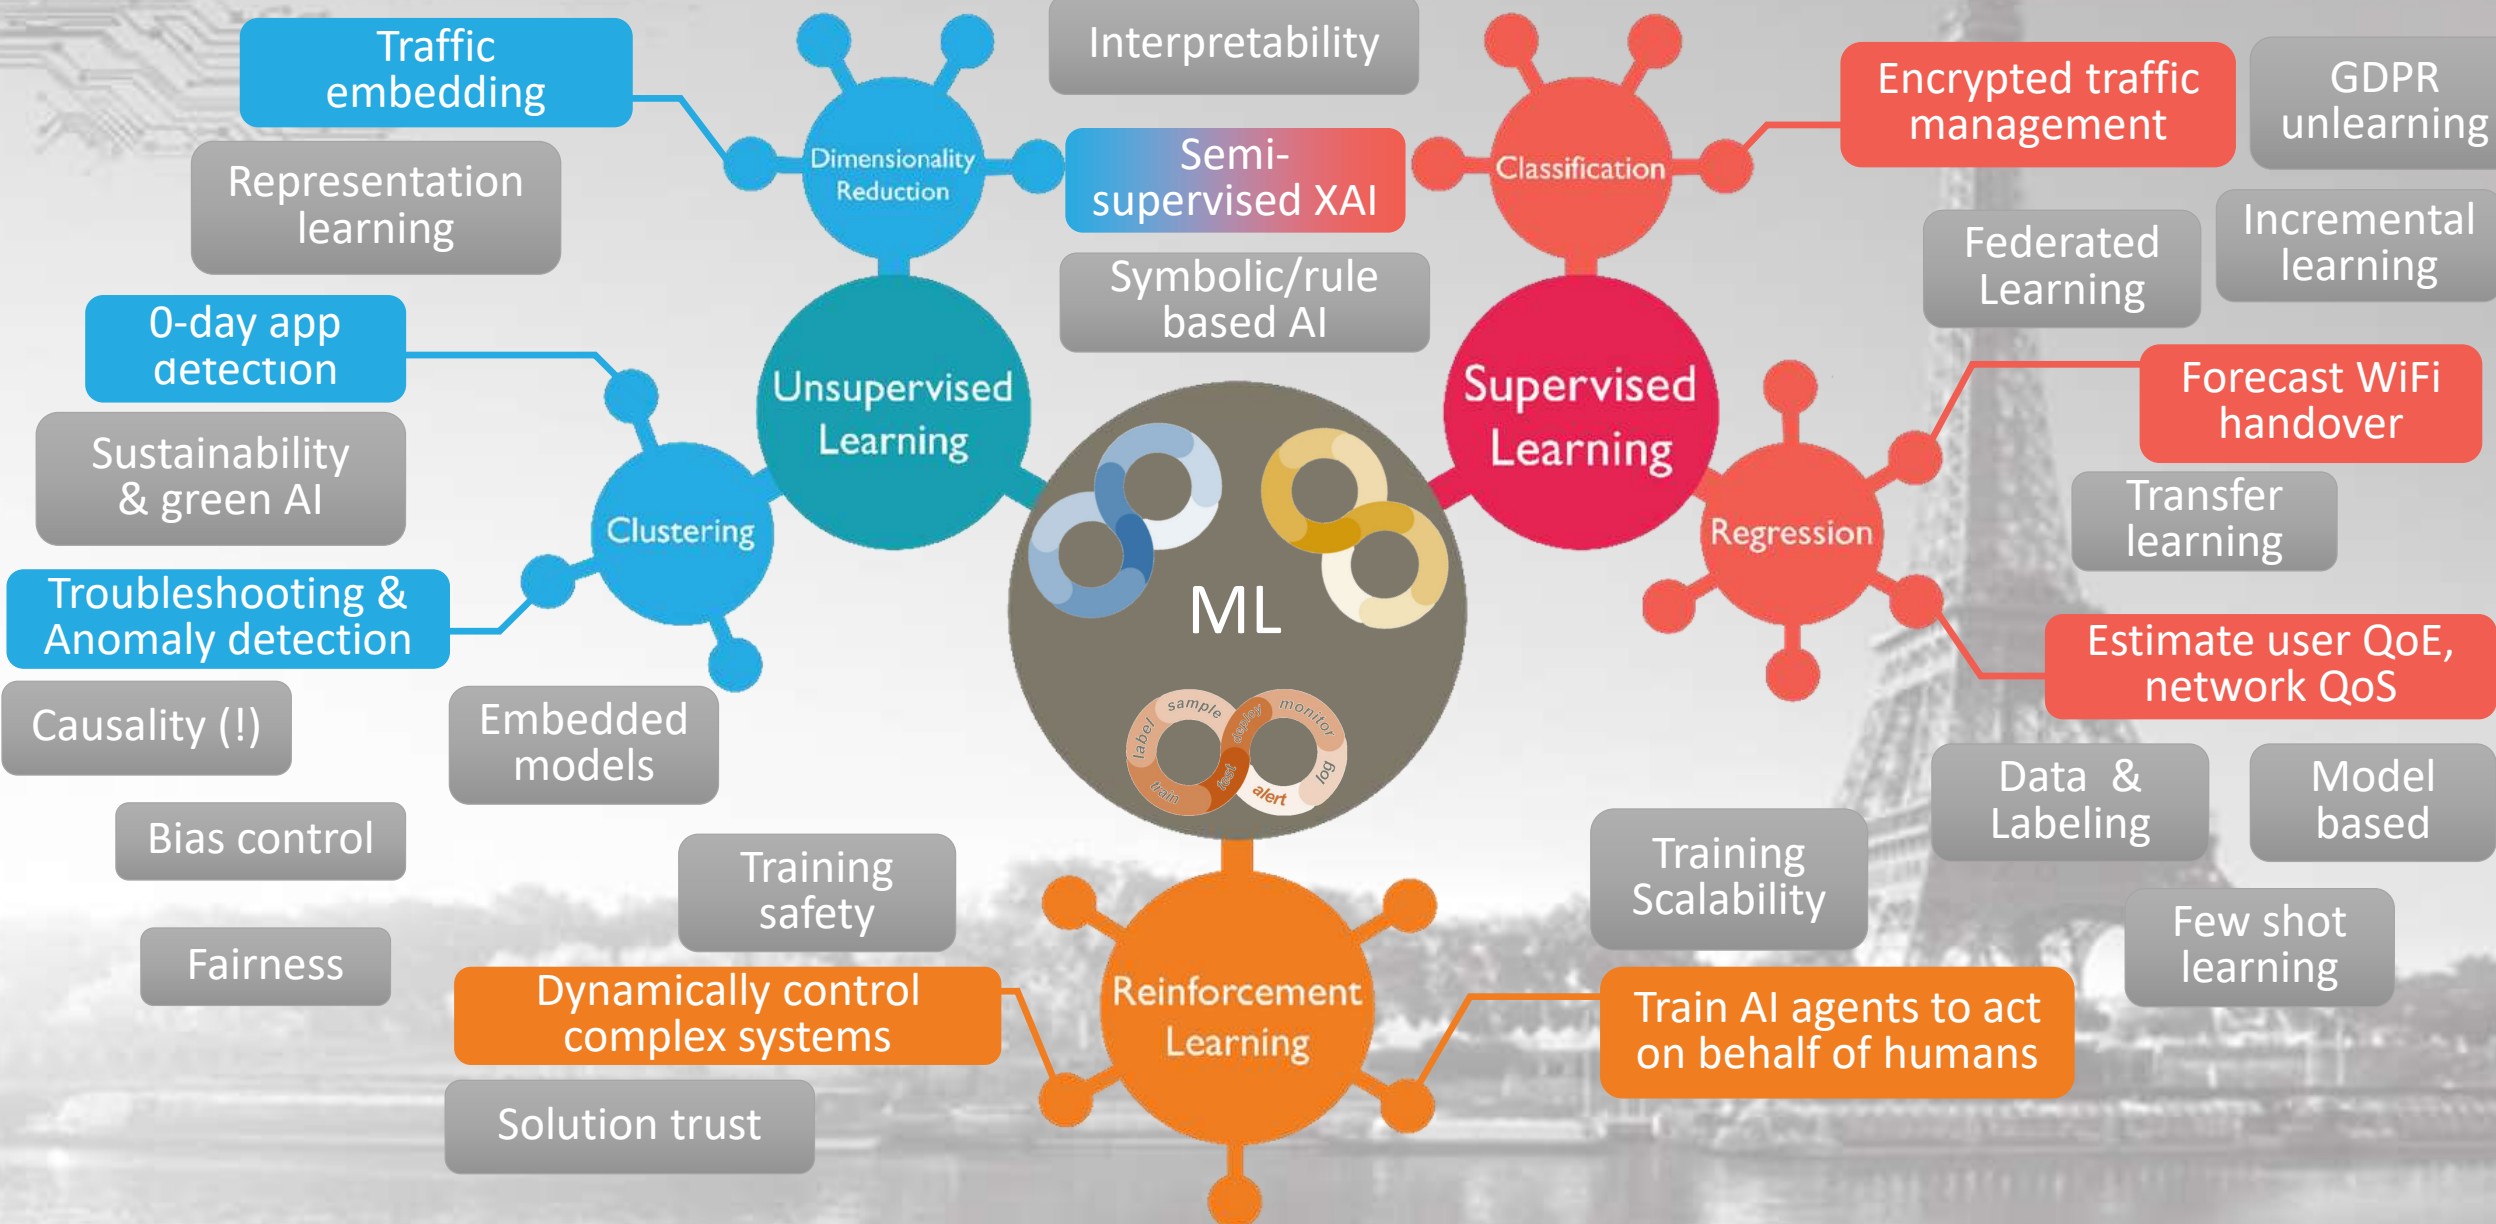 Traffic
embedding
Interpretability
Encrypted traffic
management
GDPR
unlearning
Representation
learning
Dimensionality
Reduction
Semi-
supervised XAI
Classification
Federated
Learning
Incremental
learning
Symbolic/rule
based AI
0-day app
detection
Unsupervised
Learning
Supervised
Learning
Forecast WiFi
handover
Sustainability
& green AI
Clustering
Regression
Transfer
learning
Troubleshooting &
Anomaly detection
ML
Estimate user QoE,
network QoS
Causality (!)
Embedded
models
label
sample
deploy
monitor
train
test
alert
log
Data &
Labeling
Model
based
Bias control
Training
safety
Training
Scalability
Fairness
Few shot
learning
Dynamically control
complex systems
Reinforcement
Learning
Train AI agents to act
on behalf of humans
Solution trust